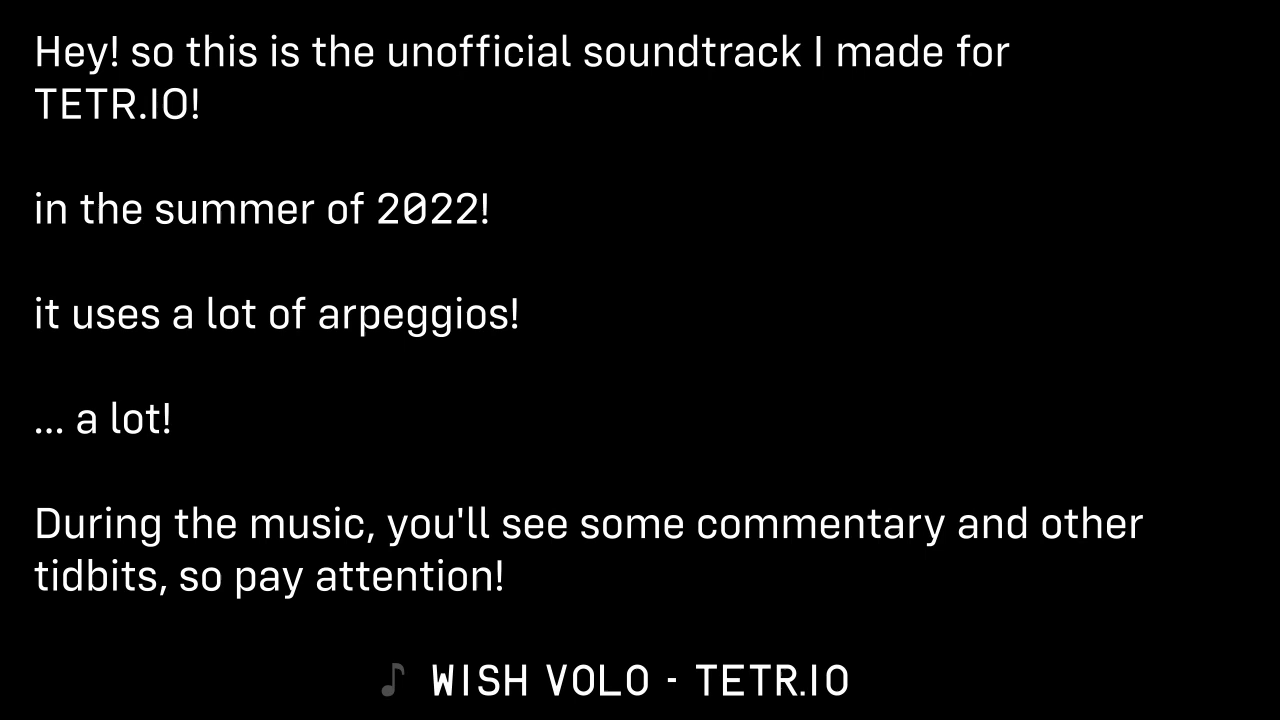 Hey! so this is the unofficial soundtrack I made for
TETR.IO!
in the summer of 2022!
it uses a lot of arpeggios!
... a lot!
During the music, you'll see some commentary and other
tidbits, so pay attention!
♪ WISH VOLO - TETR.IO